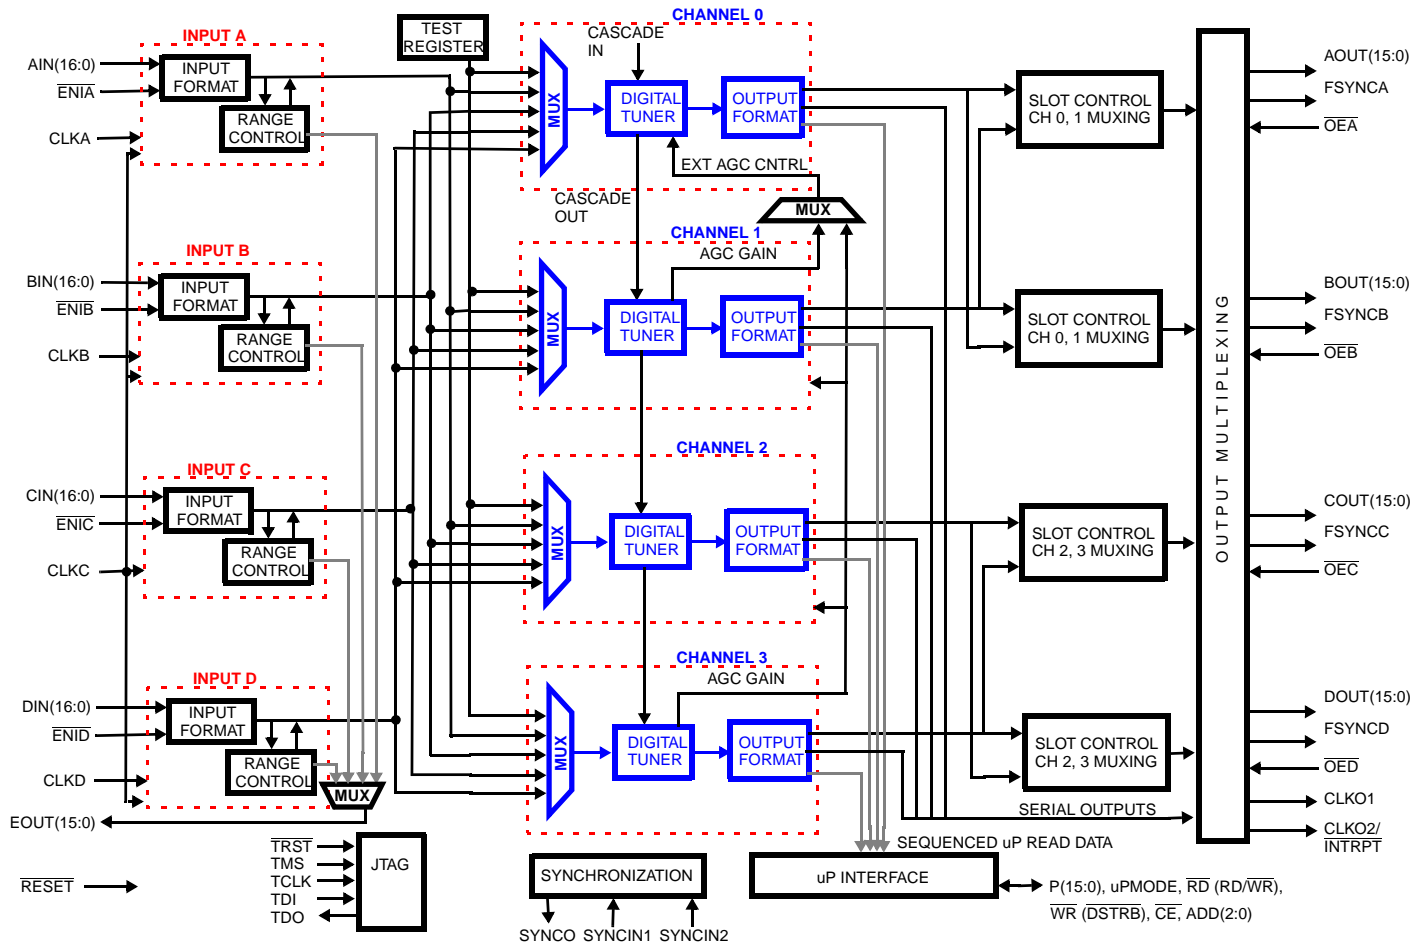 CHANNEL 0
TEST
REGISTER
CASCADE
IN
INPUT A
AIN(16:0)
ENIA
CLKA
INPUT
FORMAT
RANGE
CONTROL
MUX
DIGITAL
TUNER
OUTPUT
FORMAT
EXT AGC CNTRL
SLOT CONTROL
CH 0, 1 MUXING
AOUT(15:0)
FSYNCA
OEA
CASCADE
OUT
MUX
CHANNEL 1
AGC GAIN
INPUT B
BIN(16:0)
ENIB
CLKB
INPUT
FORMAT
RANGE
CONTROL
MUX
DIGITAL
TUNER
OUTPUT
FORMAT
SLOT CONTROL
CH 0, 1 MUXING
BOUT(15:0)
FSYNCB
OEB
OUTPUT MULTIPLEXING
CHANNEL 2
INPUT C
CIN(16:0)
ENIC
CLKC
INPUT
FORMAT
RANGE
CONTROL
MUX
DIGITAL
TUNER
OUTPUT
FORMAT
SLOT CONTROL
CH 2, 3 MUXING
COUT(15:0)
FSYNCC
OEC
CHANNEL 3
AGC GAIN
INPUT D
DIN(16:0)
ENID
CLKD
INPUT
FORMAT
RANGE
CONTROL
MUX
MUX
DIGITAL
TUNER
OUTPUT
FORMAT
SLOT CONTROL
CH 2, 3 MUXING
DOUT(15:0)
FSYNCD
OED
CLKO1
CLKO2/
INTRPT
SERIAL OUTPUTS
EOUT(15:0)
SEQUENCED uP READ DATA
TRST
TMS
TCLK
TDI
TDO
JTAG
RESET
SYNCHRONIZATION
SYNCO SYNCIN1 SYNCIN2
uP INTERFACE
P(15:0), uPMODE, RD (RD/WR),
WR (DSTRB), CE, ADD(2:0)